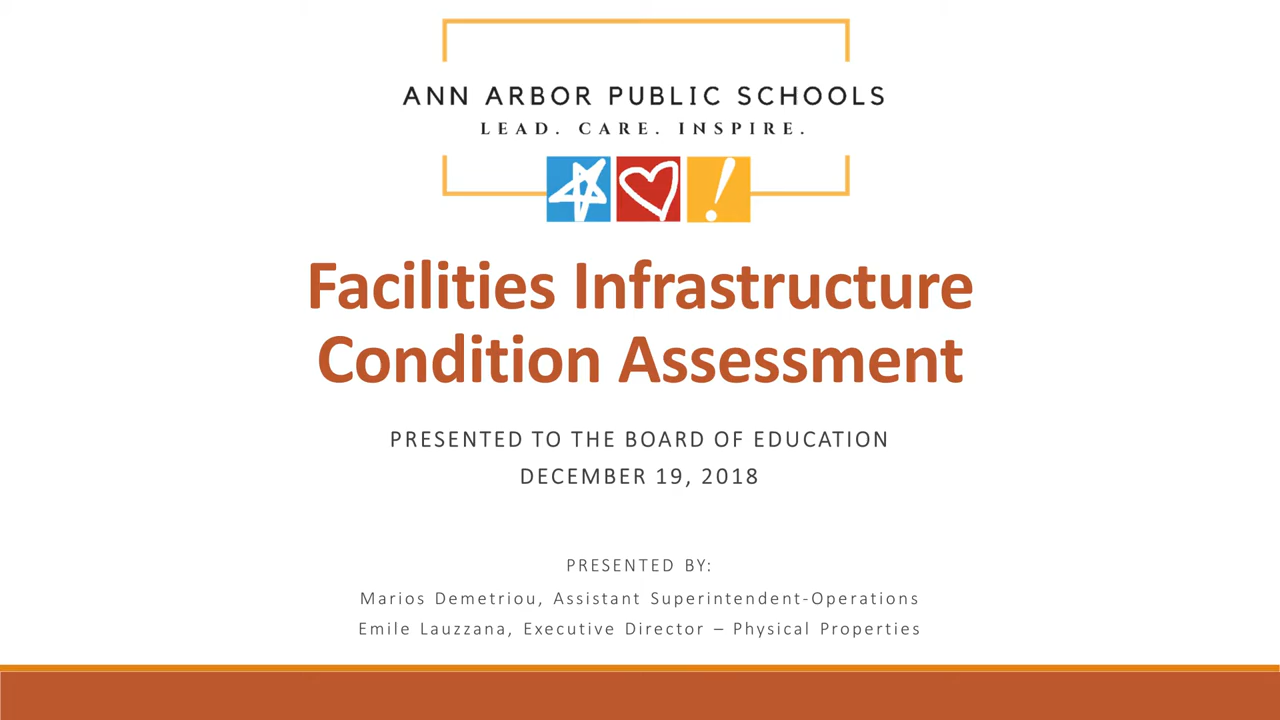 ANN ARBOR PUBLIC SCHOOLS
LEAD. CARE. INSPIRE.
!
Facilities Infrastructure
Condition Assessment
PRESENTED TO THE BOARD OF EDUCATION
DECEMBER 19, 2018
PRESENTED BY:
Marios Demetriou, Assistant Superintendent-Operations
Emile Lauzzana, Executive Director – Physical Properties